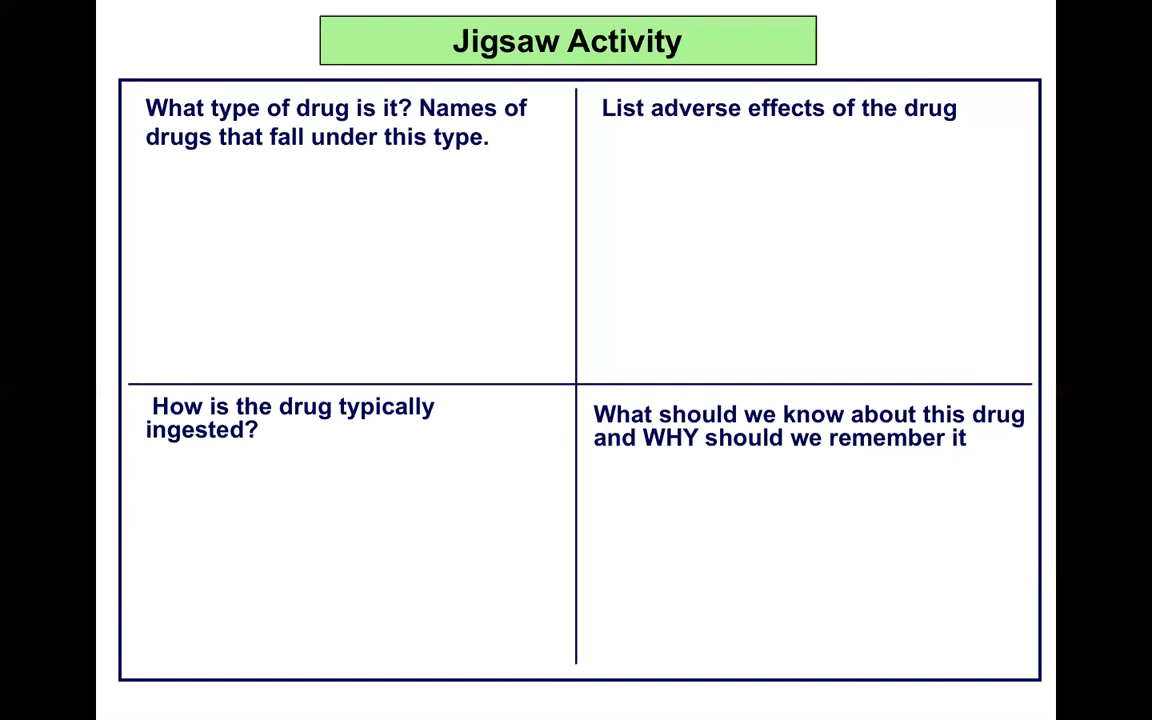 Jigsaw Activity
What type of drug is it? Names of
drugs that fall under this type.
List adverse effects of the drug
How is the drug typically
ingested?
What should we know about this drug
and WHY should we remember it